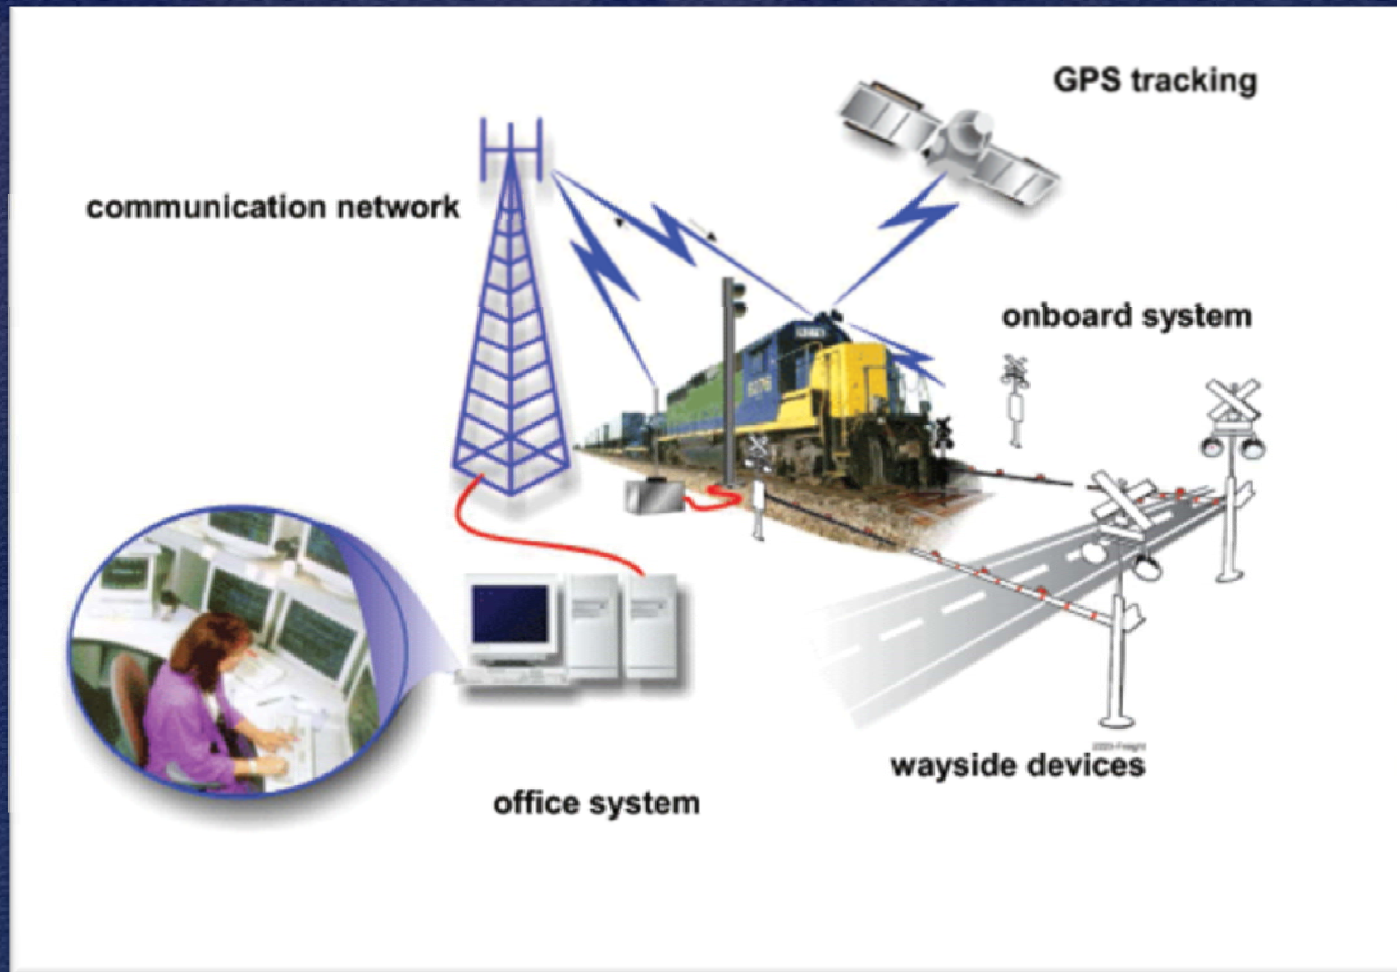 GPS tracking
communication network
onboard system
wayside devices
office system